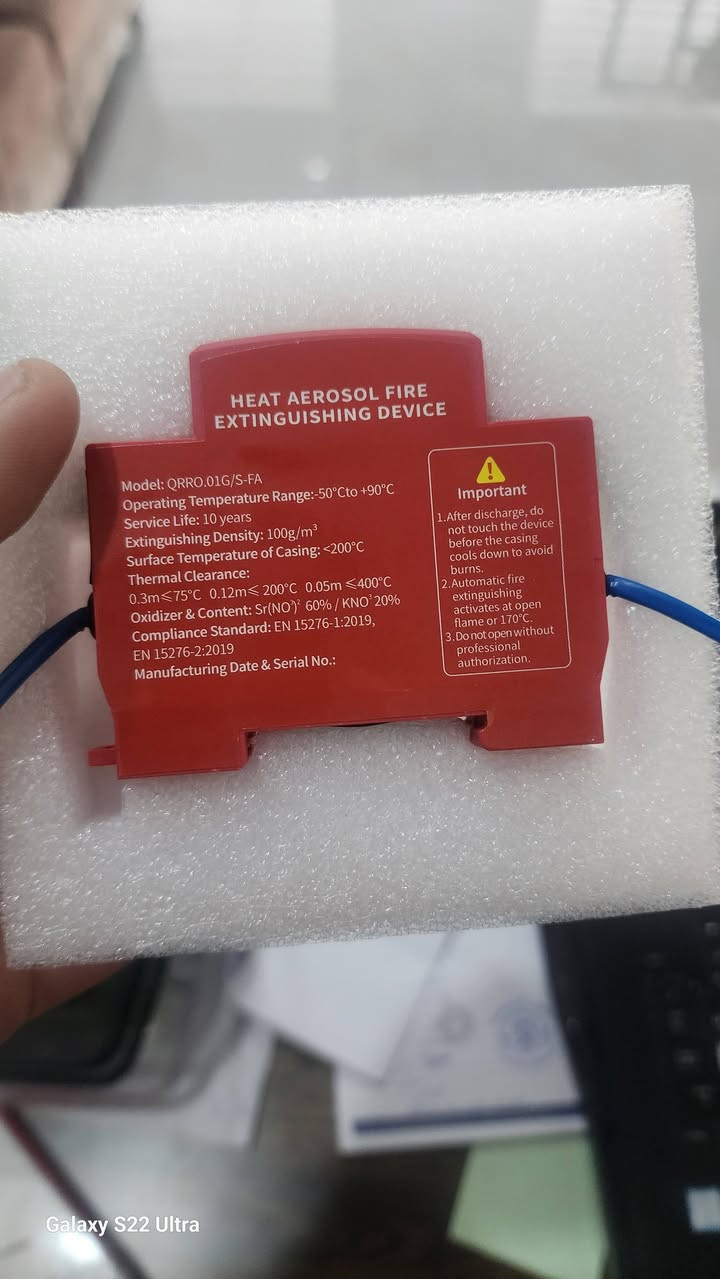 HEAT AEROSOL FIRE
EXTINGUISHING DEVICE
Model: QRRO.01G/S-FA
Operating Temperature Range:-50°Cto +90°C
Service Life: 10 years
Extinguishing Density: 100g/m³
Surface Temperature of Casing: <200°C
Thermal Clearance:
0.3m≤75°C 0.12m≤ 200°C 0.05m ≤400°C
Oxidizer & Content: Sr(NO³)² 60% / KNO³ 20%
Compliance Standard: EN 15276-1:2019,
EN 15276-2:2019
Manufacturing Date & Serial No.:
Important
1.After discharge, do
not touch the device
before the casing
cools down to avoid
burns.
2.Automatic fire
extinguishing
activates at open
flame or 170°C.
3.Do not open without
professional
authorization.
Galaxy S22 Ultra